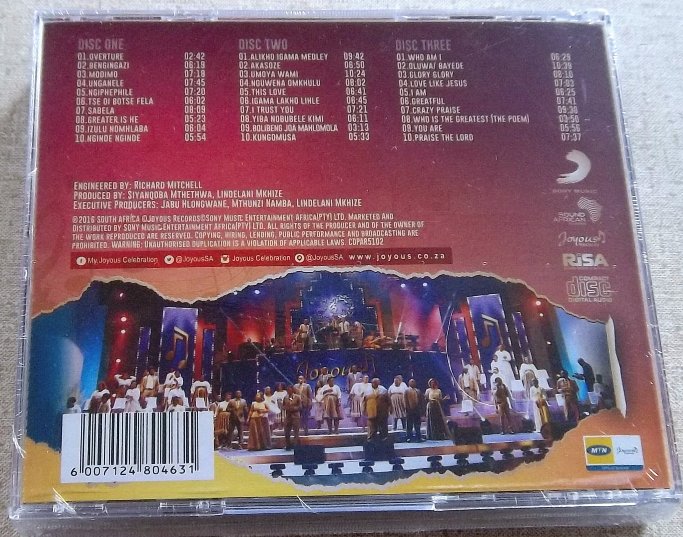 DISC ONE
01.OVERTURE 02:42
02.BENGINGAZI 06:18
03.MODIMO 07:18
04.UNGANELE 07:45
05.NGIPHEPHILE 07:20
06.TSE DI BOTSE FELA 06:02
07.SABELA 06:09
08.GREATER IS HE 05:23
09.IZULU NOMHLABA 06:04
10.NGINDE NGINDE 05:54
DISC TWO
01.ALIKHO IGAMA MEDLEY 09:42
02.AKASOZE 06:50
03.UMOYA WAMI 10:24
04.NGUWENA OMKHULU 08:02
05.THIS LOVE 06:41
06.IGAMA LAKHO LIHLE 06:45
07.I TRUST YOU 07:21
08.YIBA NOBUBELE KIMI 06:11
09.BOLIBENG JOA MAHLOMOLA 03:13
10.KUNGOMUSA 05:33
DISC THREE
01.WHO AM I 06:29
02.OLUWA/ BAYEDE 10:39
03.GLORY GLORY 08:10
04.LOVE LIKE JESUS 07:03
05.I AM 06:25
06.GREATFUL 07:41
07.CRAZY PRAISE 09:38
08.WHO IS THE GREATEST (THE POEM) 03:50
09.YOU ARE 05:56
10.PRAISE THE LORD 07:37
ENGINEERED BY: RICHARD MITCHELL
PRODUCED BY: SIYANQOBA MTHETHWA, LINDELANI MKHIZE
EXECUTIVE PRODUCERS: JABU HLONGWANE, MTHUNZI NAMBA, LINDELANI MKHIZE
℗2016 SOUTH AFRICA ©JOYOUS RECORDS©SONY MUSIC ENTERTAINMENT AFRICA(PTY) LTD. MARKETED AND
DISTRIBUTED BY SONY MUSIC ENTERTAINMENT AFRICA(PTY) LTD. ALL RIGHTS OF THE PRODUCER AND OF THE OWNER OF
THE WORK REPRODUCED ARE RESERVED. COPYING, HIRING, LENDING, PUBLIC PERFORMANCE AND BROADCASTING ARE
PROHIBITED. WARNING: UNAUTHORISED DUPLICATION IS A VIOLATION OF APPLICABLE LAWS. CDPAR5102
My Joyous Celebration @JoyousSA Joyous Celebration @JoyousSA www.joyous.co.za
SONY MUSIC
SOUND AFRICAN
Joyous
RiSA
COMPACT
disc
DIGITAL AUDIO
Joyous
6 007124 804631
MTN